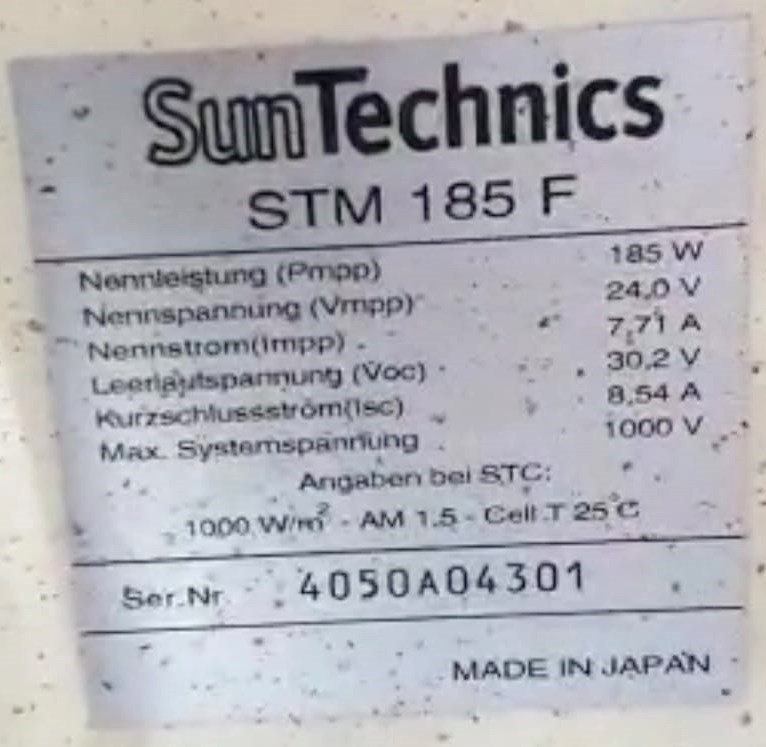 SunTechnics
STM 185 F
Nennleistung (Pmpp) 185 W
Nennspannung (Vmpp) 24,0 V
Nennstrom(Impp) 7,71 A
Leerlaufspannung (Voc) 30,2 V
Kurzschlussstrom(Isc) 8,54 A
Max. Systemspannung 1000 V
Angaben bei STC:
1000 W/m² - AM 1.5 - Cell T 25°C
Ser.Nr. 4050A04301
MADE IN JAPAN